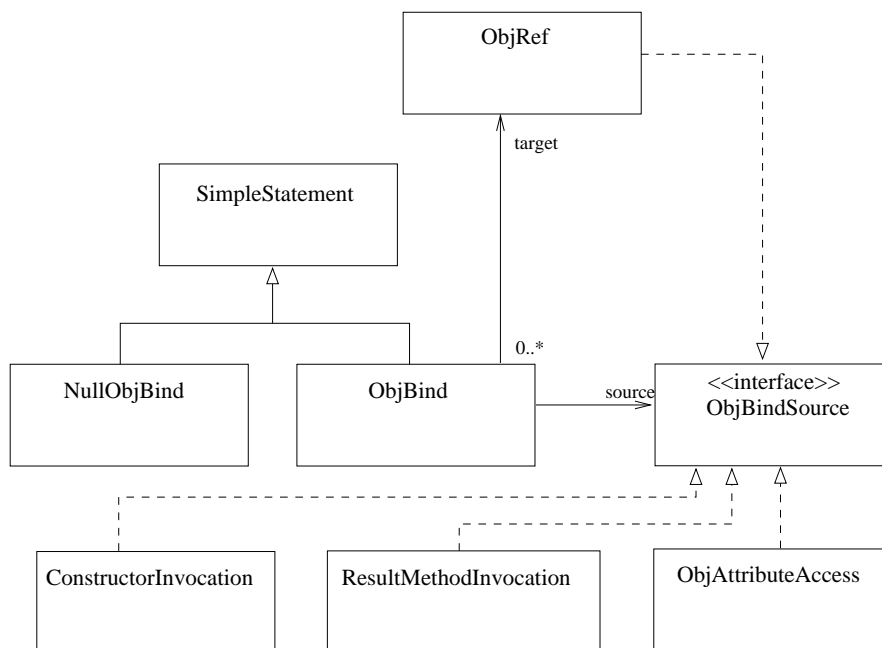 ObjRef
target
SimpleStatement
0..*
NullObjBind
ObjBind
source
<<interface>>
ObjBindSource
ConstructorInvocation
ResultMethodInvocation
ObjAttributeAccess